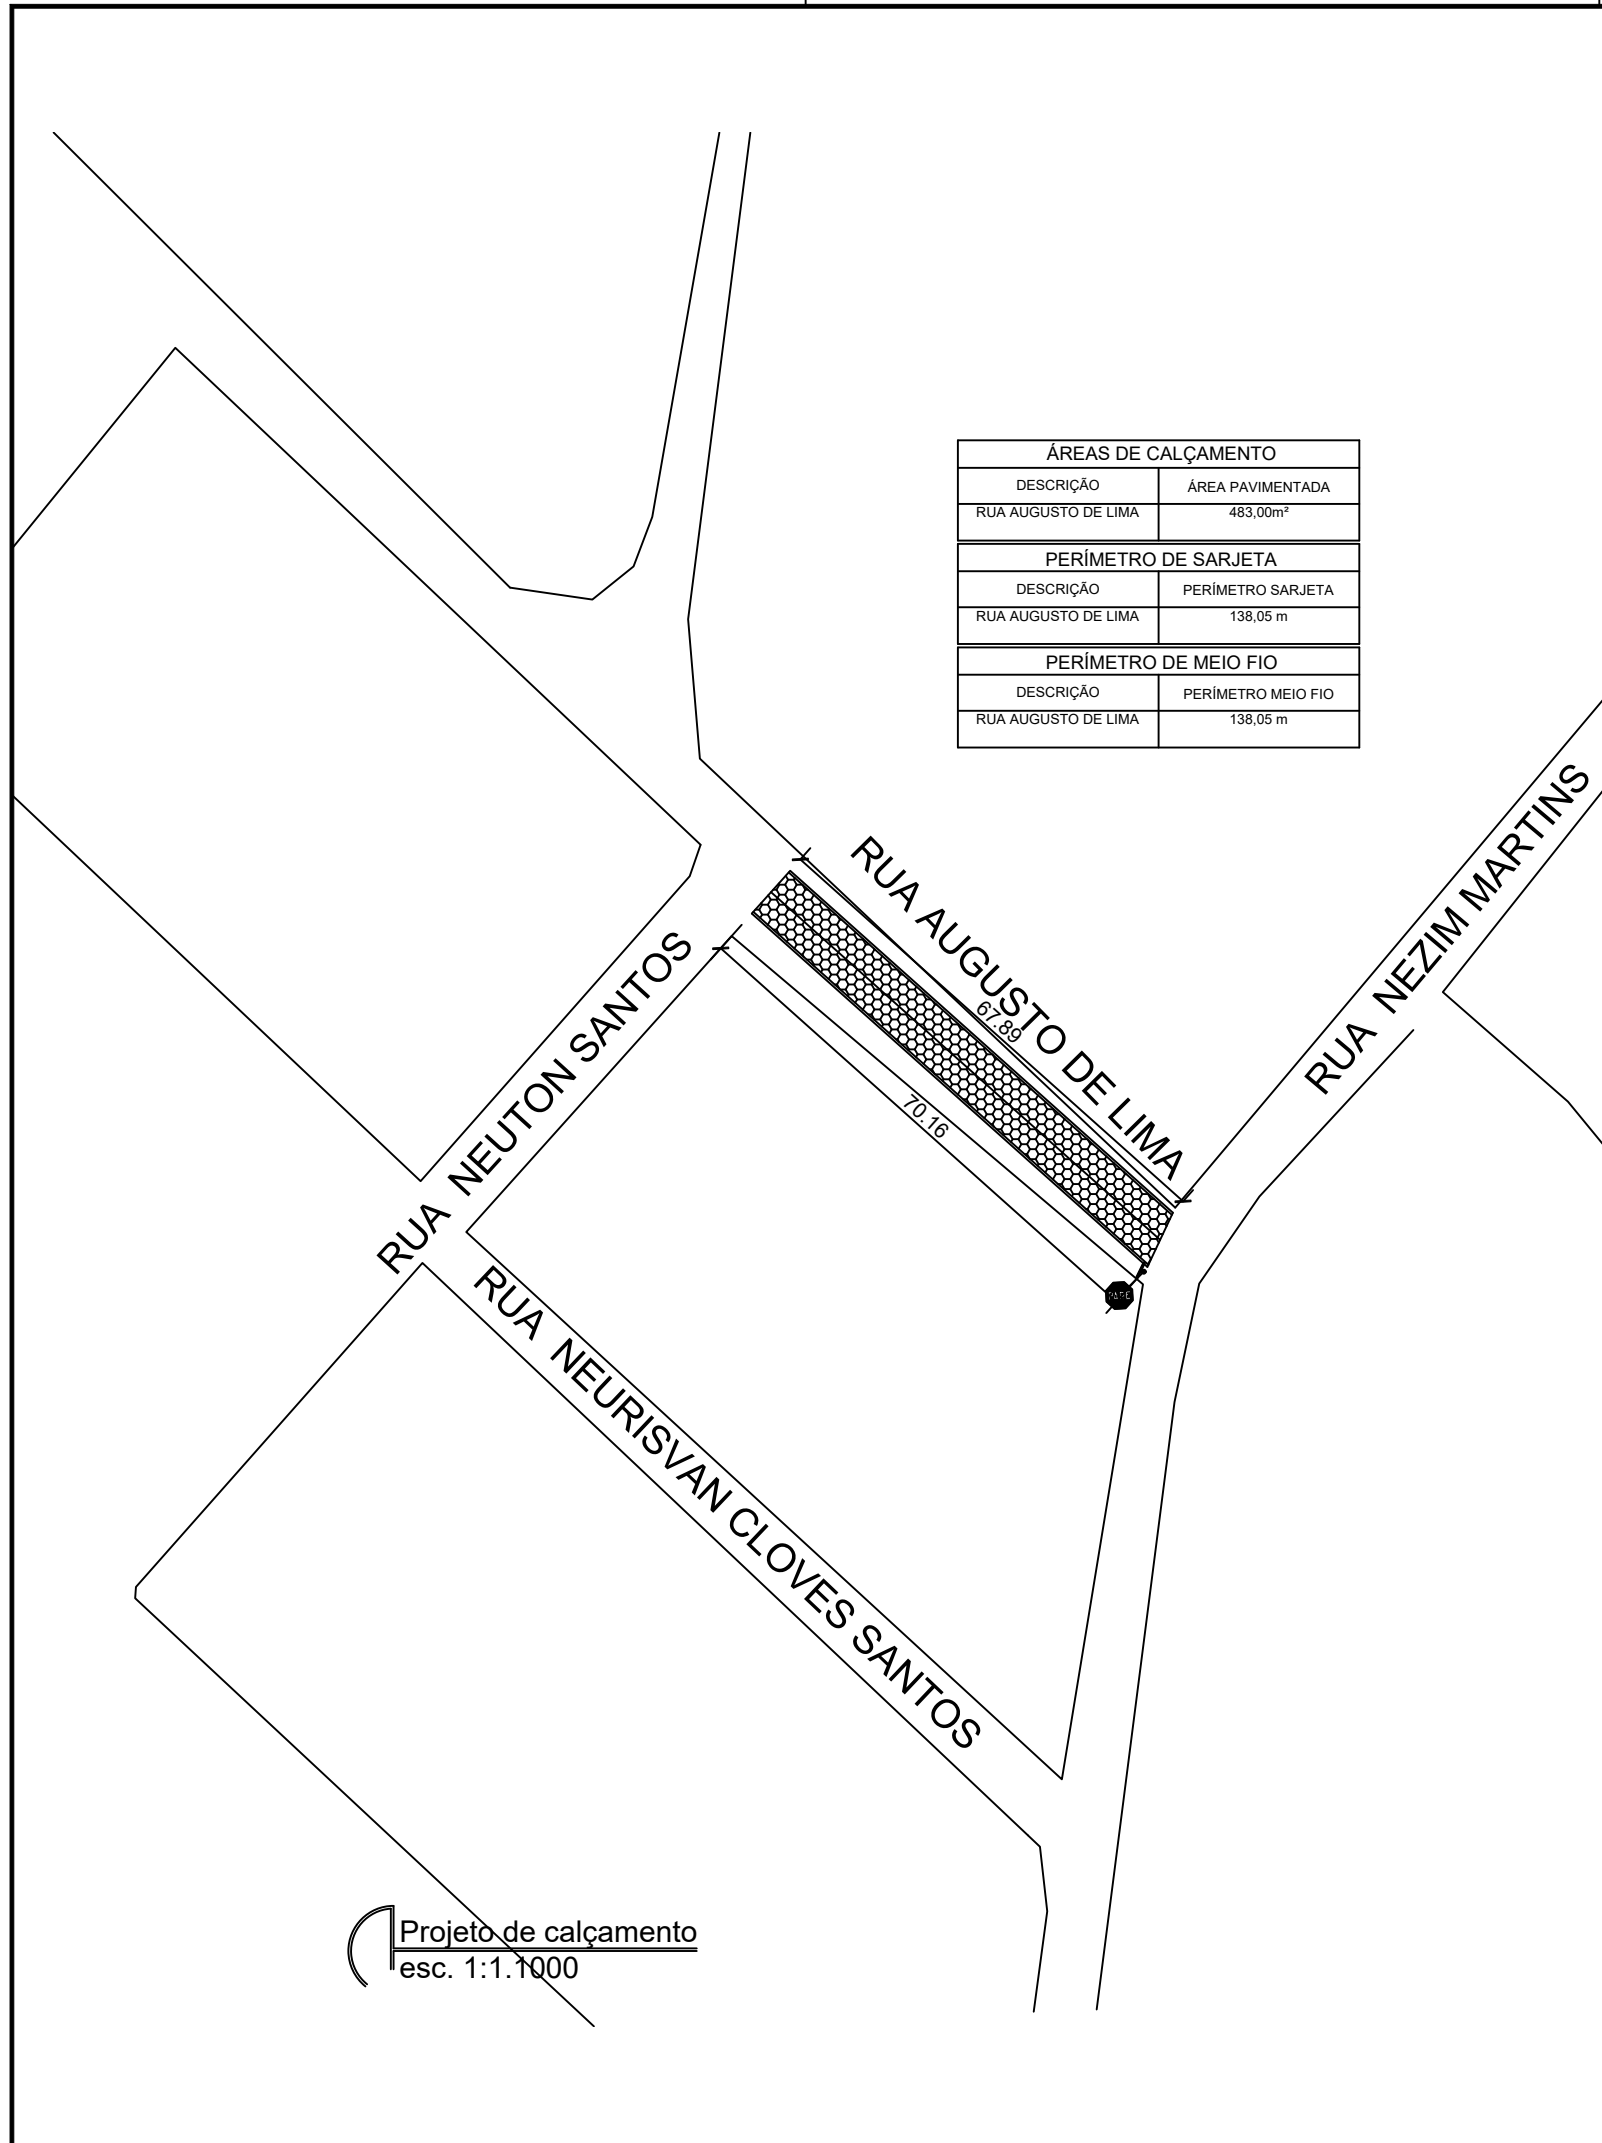 ÁREAS DE CALÇAMENTO
DESCRIÇÃO ÁREA PAVIMENTADA
RUA AUGUSTO DE LIMA 483,00m²
PERÍMETRO DE SARJETA
DESCRIÇÃO PERÍMETRO SARJETA
RUA AUGUSTO DE LIMA 138,05 m
PERÍMETRO DE MEIO FIO
DESCRIÇÃO PERÍMETRO MEIO FIO
RUA AUGUSTO DE LIMA 138,05 m
RUA NEZIM MARTINS
RUA AUGUSTO DE LIMA
67.89
70.16
RUA NEUTON SANTOS
PARE
RUA NEURISVAN CLOVES SANTOS
Projeto de calçamento
esc. 1:1.1000